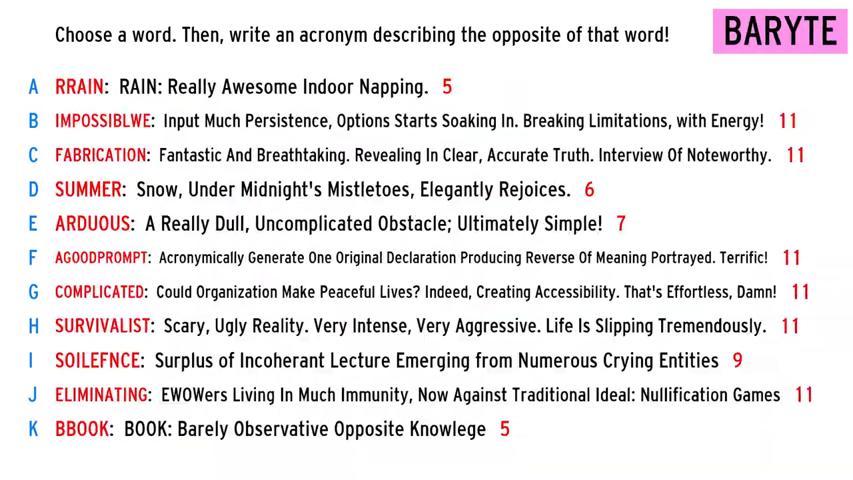 Choose a word. Then, write an acronym describing the opposite of that word!
BARYTE
A RRAIN: RAIN: Really Awesome Indoor Napping. 5
B IMPOSSIBLWE: Input Much Persistence, Options Starts Soaking In. Breaking Limitations, with Energy! 11
C FABRICATION: Fantastic And Breathtaking. Revealing In Clear, Accurate Truth. Interview Of Noteworthy. 11
D SUMMER: Snow, Under Midnight's Mistletoes, Elegantly Rejoices. 6
E ARDUOUS: A Really Dull, Uncomplicated Obstacle; Ultimately Simple! 7
F AGOODPROMPT: Acronymically Generate One Original Declaration Producing Reverse Of Meaning Portrayed. Terrific! 11
G COMPLICATED: Could Organization Make Peaceful Lives? Indeed, Creating Accessibility. That's Effortless, Damn! 11
H SURVIVALIST: Scary, Ugly Reality. Very Intense, Very Aggressive. Life Is Slipping Tremendously. 11
I SOILEFNCE: Surplus of Incoherant Lecture Emerging from Numerous Crying Entities 9
J ELIMINATING: EWOWers Living In Much Immunity, Now Against Traditional Ideal: Nullification Games 11
K BBOOK: BOOK: Barely Observative Opposite Knowlege 5